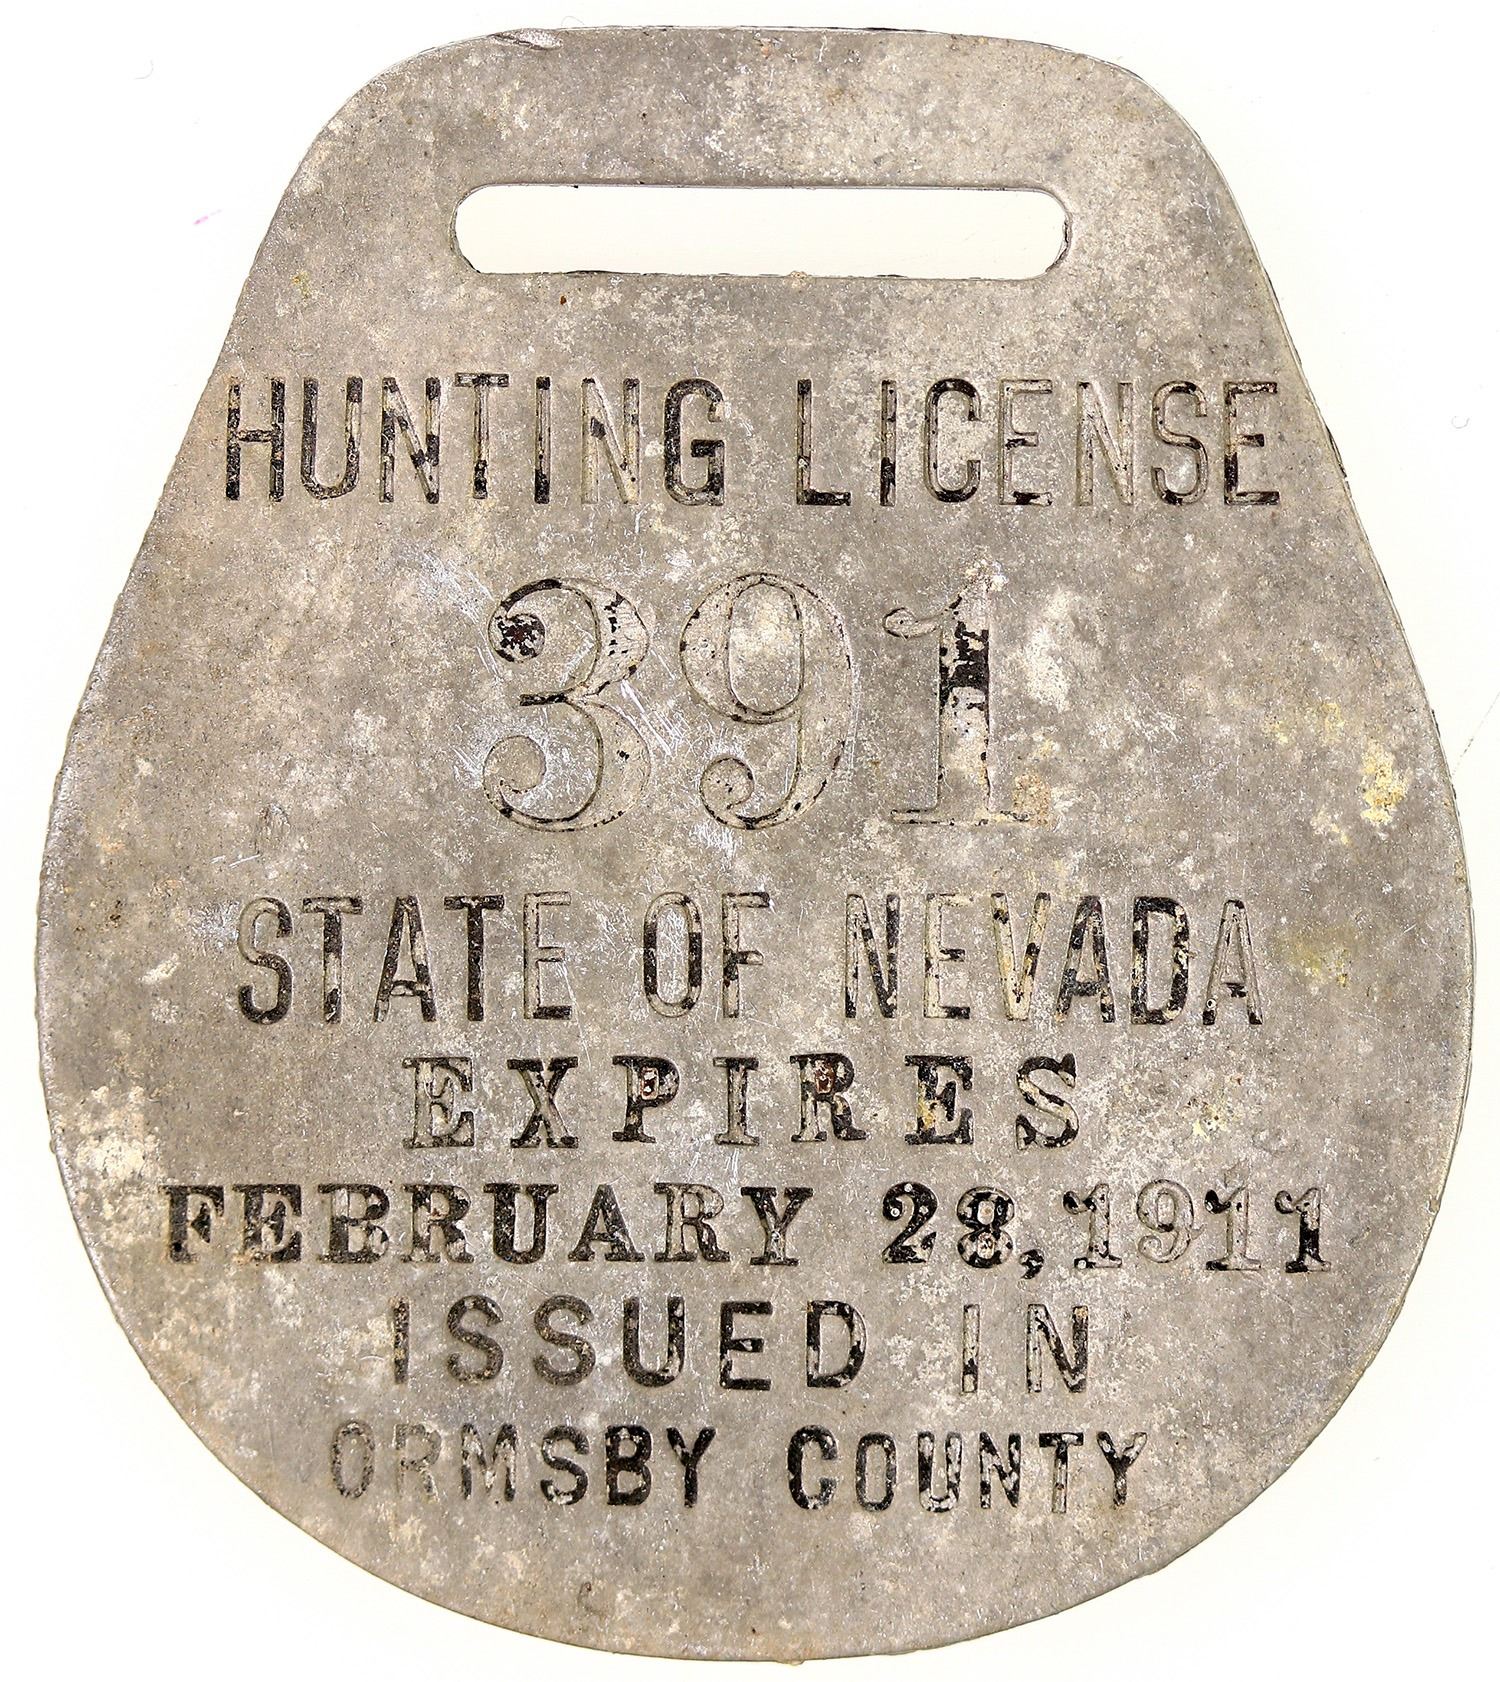 HUNTING LICENSE
391
STATE OF NEVADA
EXPIRES
FEBRUARY 28, 1911
ISSUED IN
ORMSBY COUNTY